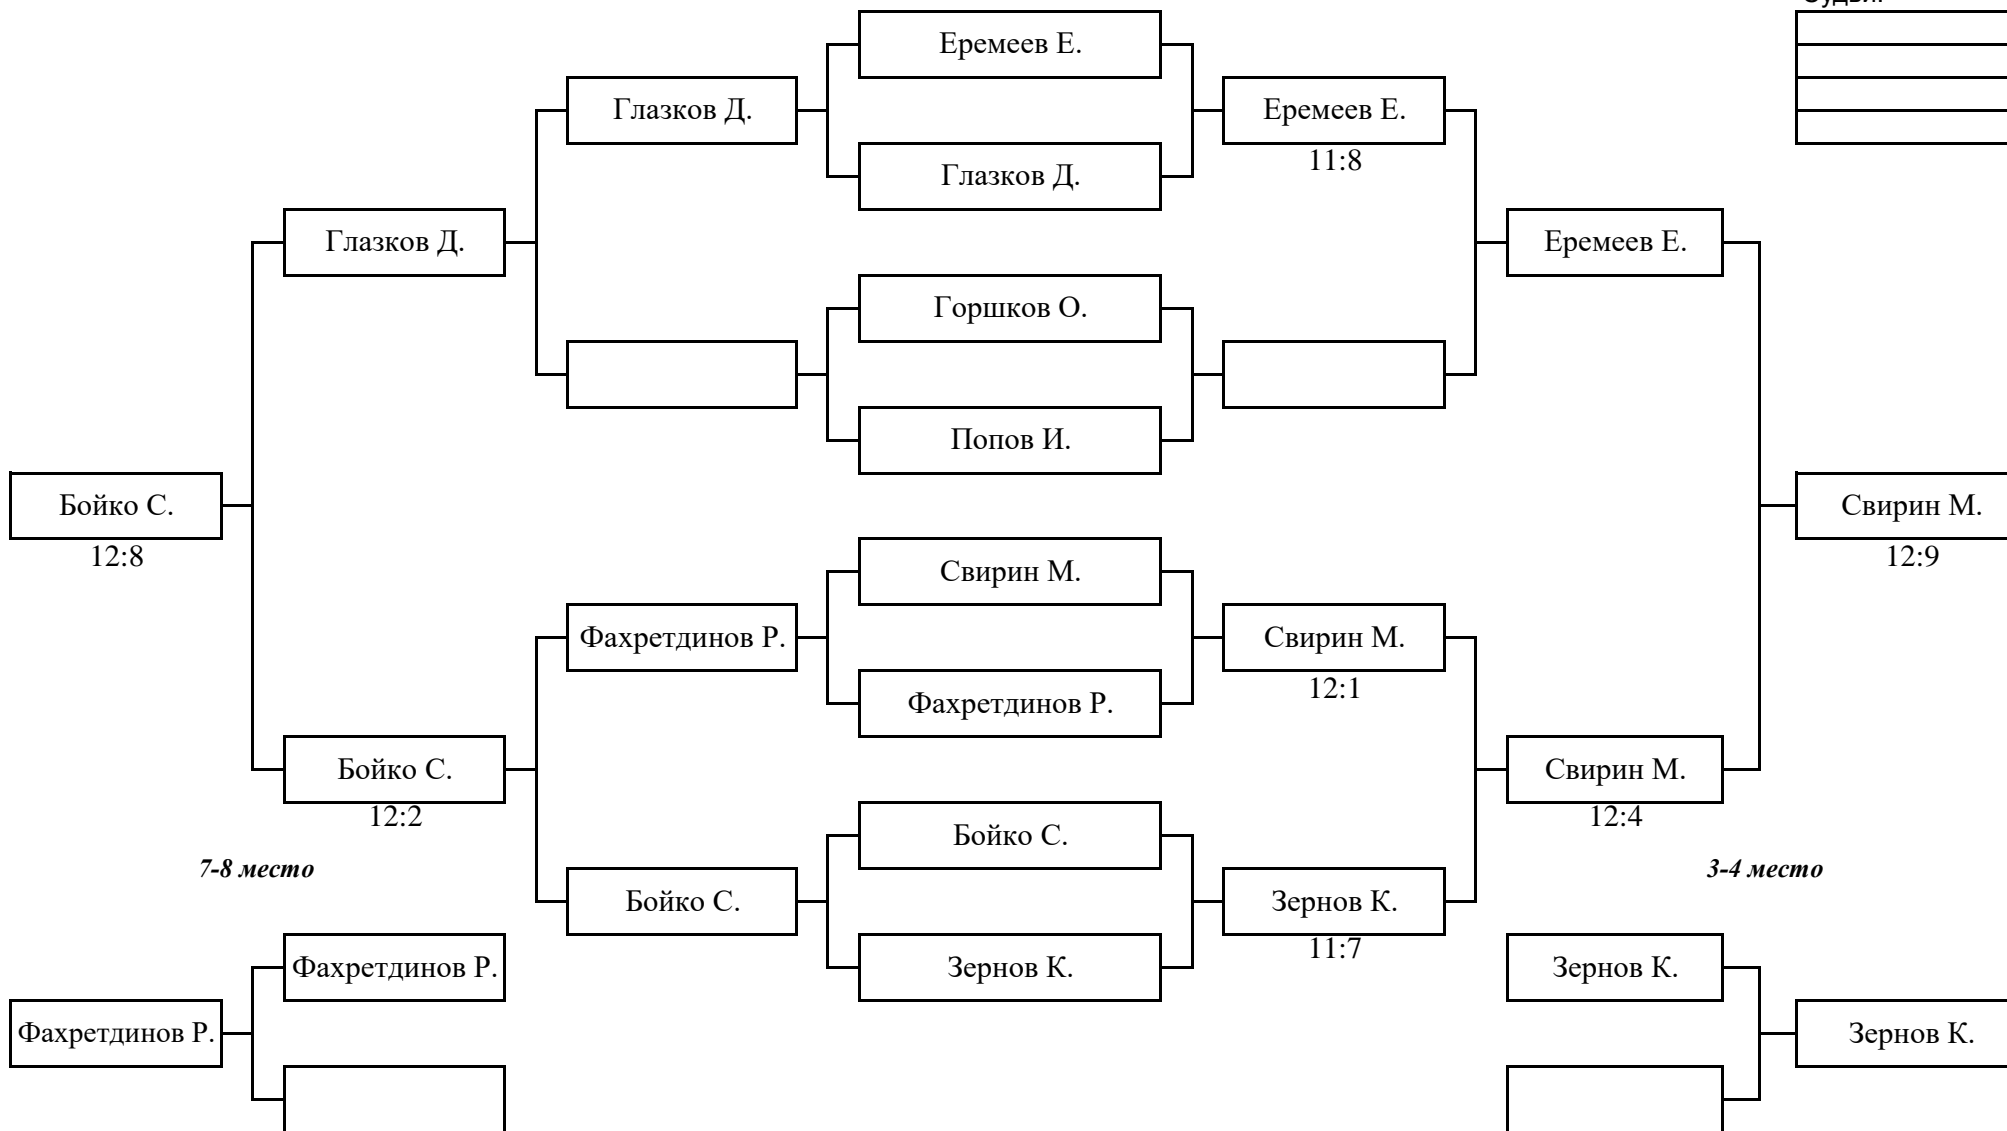 Еремеев Е.
Глазков Д.
Еремеев Е.
11:8
Глазков Д.
Глазков Д.
Еремеев Е.
Горшков О.
Попов И.
Бойко С.
12:8
Свирин М.
12:9
Свирин М.
Фахретдинов Р.
Свирин М.
12:1
Фахретдинов Р.
Бойко С.
12:2
Свирин М.
12:4
Бойко С.
7-8 место
3-4 место
Бойко С.
Зернов К.
11:7
Фахретдинов Р.
Зернов К.
Зернов К.
Фахретдинов Р.
Зернов К.